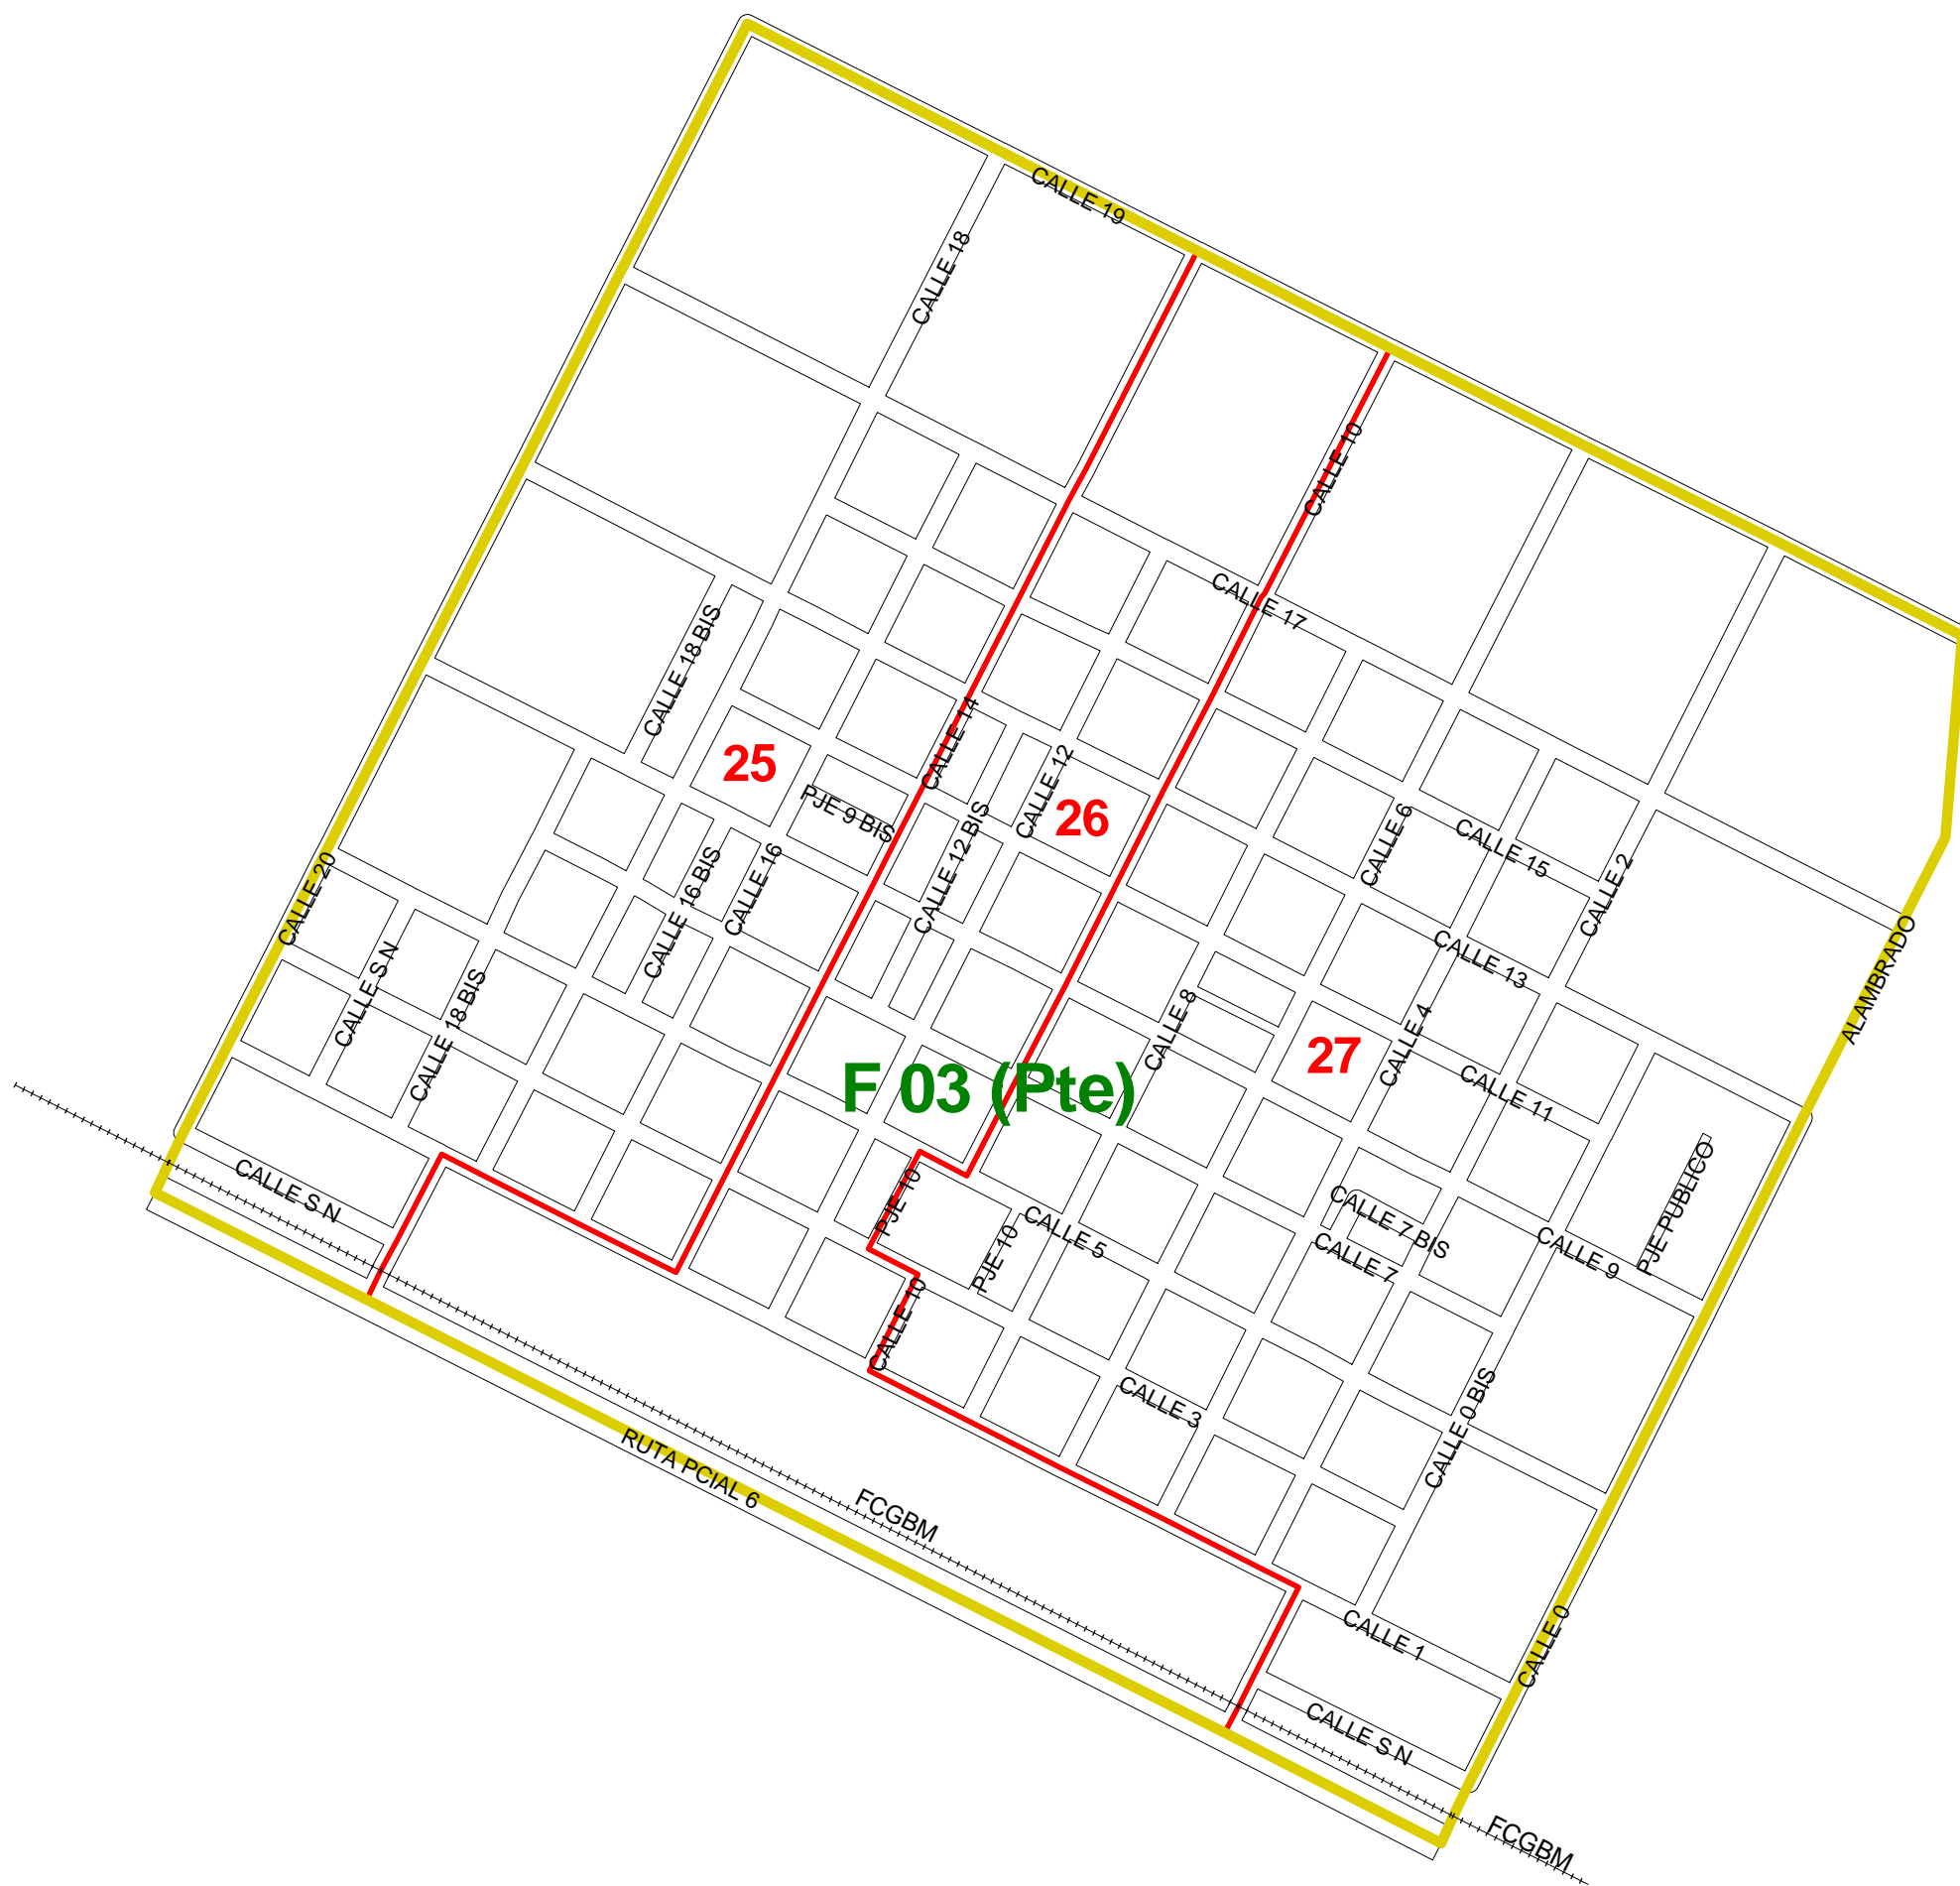 CALLE 19
CALLE 18
CALLE 10
CALLE 17
CALLE 18 BIS
CALLE 14
25
PJE 9 BIS
CALLE 12
26
CALLE 6
CALLE 15
CALLE 2
CALLE 20
CALLE 16 BIS
CALLE 16
CALLE 12 BIS
CALLE S N
CALLE 18 BIS
CALLE 13
ALAMBRADO
CALLE 8
CALLE 4
27
F 03 (Pte)
CALLE 11
CALLE S N
PJE 10
PJE 10
CALLE 5
CALLE 7 BIS
CALLE 7
CALLE 9
PJE PUBLICO
CALLE 10
CALLE 3
CALLE 0 BIS
RUTA PCIAL 6
FCGBM
CALLE 1
CALLE 0
CALLE S N
FCGBM